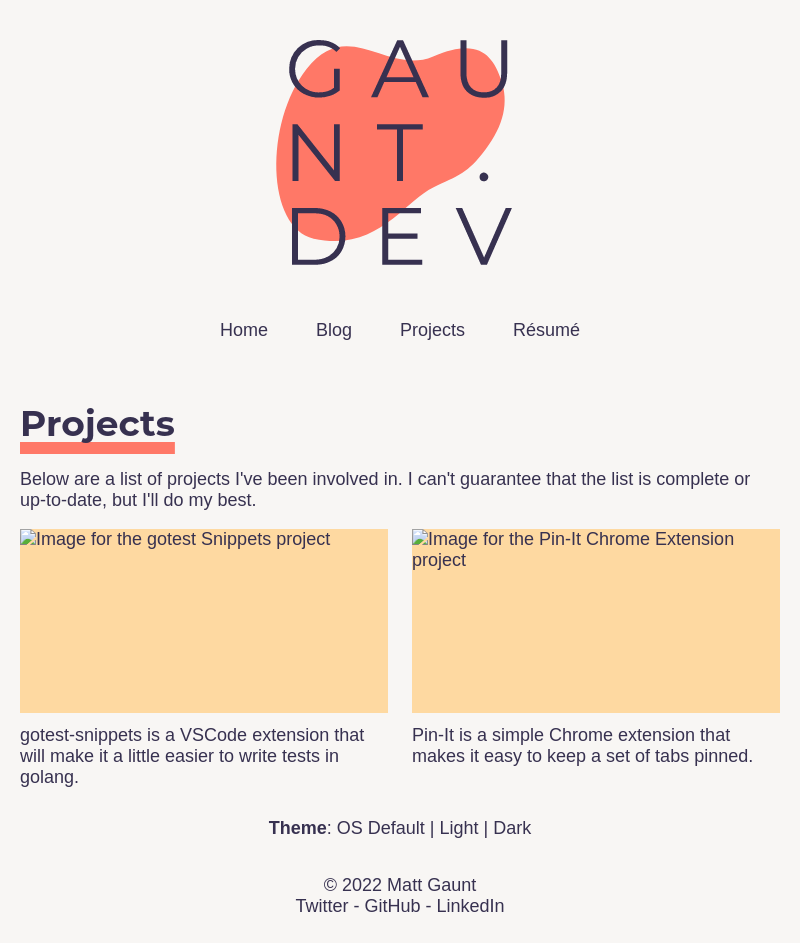 GAU
NT.
DEV
Home Blog Projects Résumé
Projects
Below are a list of projects I've been involved in. I can't guarantee that the list is complete or
up-to-date, but I'll do my best.
Image for the gotest Snippets project
Image for the Pin-It Chrome Extension
project
gotest-snippets is a VSCode extension that
will make it a little easier to write tests in
golang.
Pin-It is a simple Chrome extension that
makes it easy to keep a set of tabs pinned.
Theme: OS Default | Light | Dark
© 2022 Matt Gaunt
Twitter - GitHub - LinkedIn